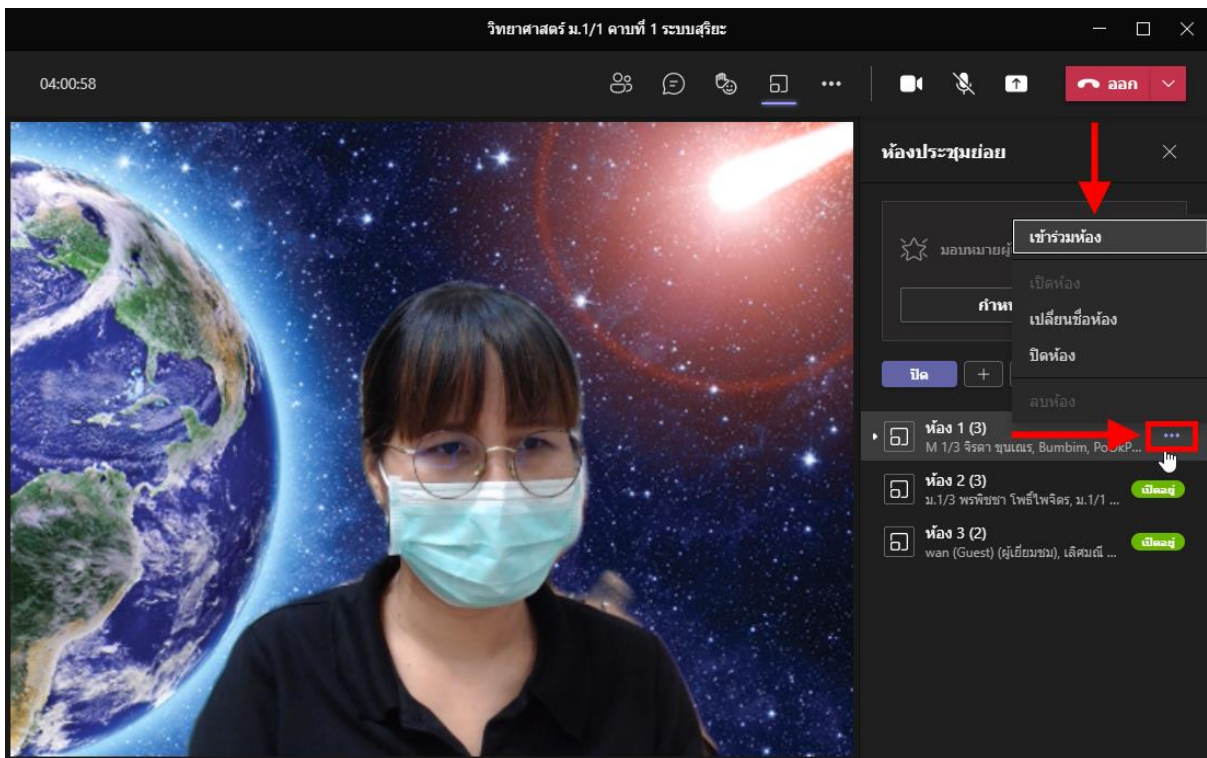 วิทยาศาสตร์ ม.1/1 คาบที่ 1 ระบบสุริยะ
04:00:58
ออก
ห้องประชุมย่อย
เข้าร่วมห้อง
มอบหมายผู้
เปิดห้อง
กำหน
เปลี่ยนชื่อห้อง
ปิดห้อง
ปิด
ลบห้อง
ห้อง 1 (3)
M 1/3 จิรดา ขุนเณร, Bumbim, PoOkP...
ห้อง 2 (3)
ม.1/3 พรพิชชา โพธิ์ไพจิตร, ม.1/1 ...
เปิดอยู่
ห้อง 3 (2)
wan (Guest) (ผู้เยี่ยมชม), เลิศมณี ...
เปิดอยู่